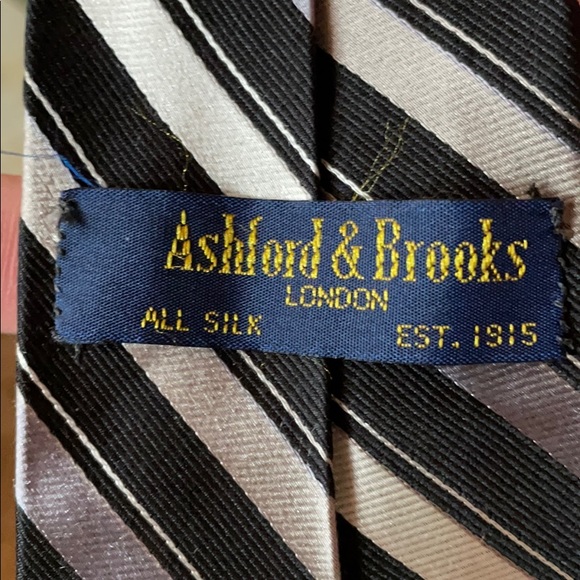 Ashford & Brooks
LONDON
ALL SILK EST. 1915